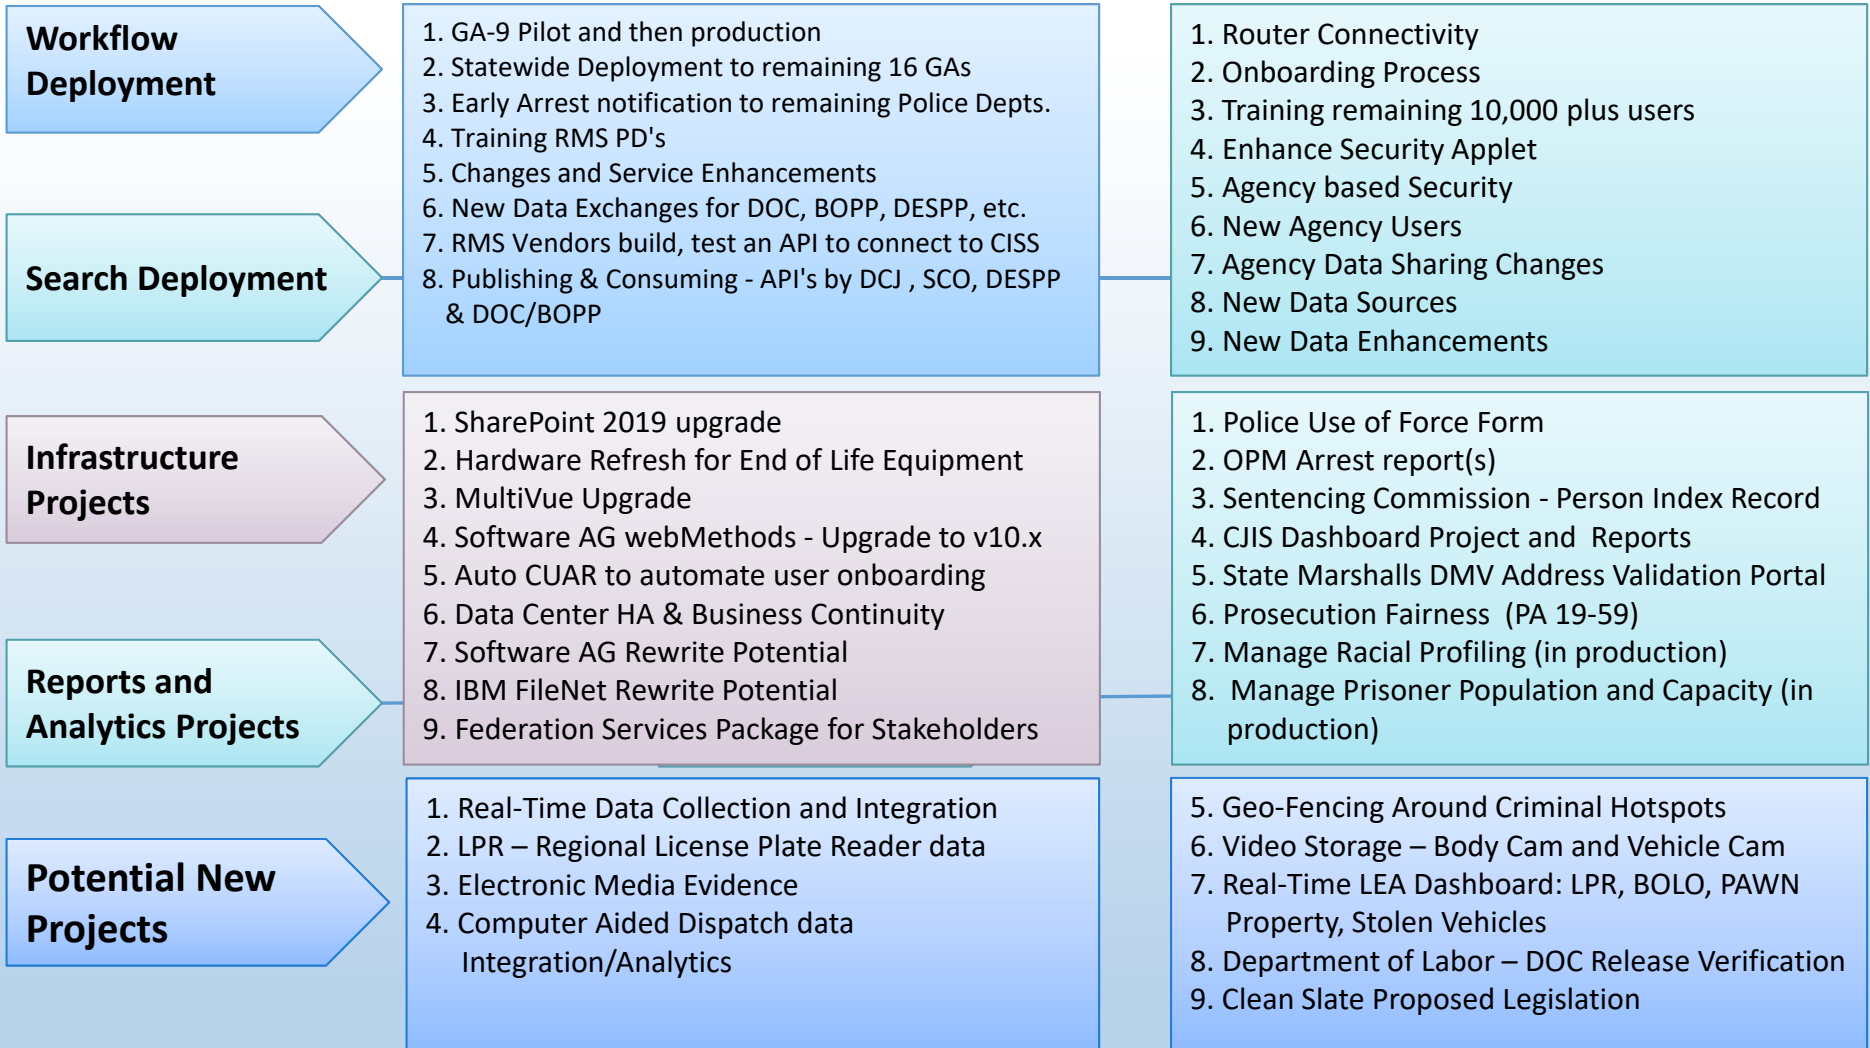 Workflow
Deployment
1. GA-9 Pilot and then production
2. Statewide Deployment to remaining 16 GAs
3. Early Arrest notification to remaining Police Depts.
4. Training RMS PD's
5. Changes and Service Enhancements
6. New Data Exchanges for DOC, BOPP, DESPP, etc.
7. RMS Vendors build, test an API to connect to CISS
8. Publishing & Consuming - API's by DCJ , SCO, DESPP
& DOC/BOPP
Search Deployment
1. Router Connectivity
2. Onboarding Process
3. Training remaining 10,000 plus users
4. Enhance Security Applet
5. Agency based Security
6. New Agency Users
7. Agency Data Sharing Changes
8. New Data Sources
9. New Data Enhancements
Infrastructure
Projects
1. SharePoint 2019 upgrade
2. Hardware Refresh for End of Life Equipment
3. MultiVue Upgrade
4. Software AG webMethods - Upgrade to v10.x
5. Auto CUAR to automate user onboarding
6. Data Center HA & Business Continuity
7. Software AG Rewrite Potential
8. IBM FileNet Rewrite Potential
9. Federation Services Package for Stakeholders
Reports and
Analytics Projects
1. Police Use of Force Form
2. OPM Arrest report(s)
3. Sentencing Commission - Person Index Record
4. CJIS Dashboard Project and  Reports
5. State Marshalls DMV Address Validation Portal
6. Prosecution Fairness  (PA 19-59)
7. Manage Racial Profiling (in production)
8.  Manage Prisoner Population and Capacity (in
production)
Potential New
Projects
1. Real-Time Data Collection and Integration
2. LPR – Regional License Plate Reader data
3. Electronic Media Evidence
4. Computer Aided Dispatch data
Integration/Analytics
5. Geo-Fencing Around Criminal Hotspots
6. Video Storage – Body Cam and Vehicle Cam
7. Real-Time LEA Dashboard: LPR, BOLO, PAWN
Property, Stolen Vehicles
8. Department of Labor – DOC Release Verification
9. Clean Slate Proposed Legislation